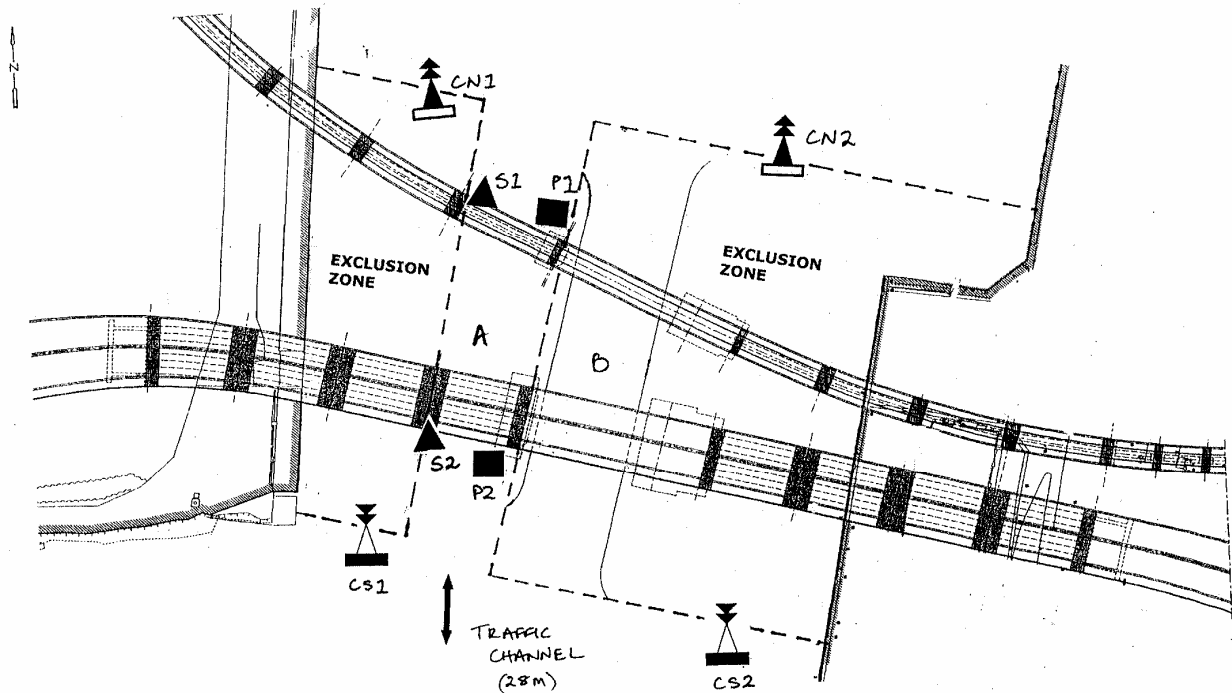 N
CN1
CN2
S1
P1
EXCLUSION
ZONE
EXCLUSION
ZONE
A
B
S2
P2
CS1
TRAFFIC
CHANNEL
(28M)
CS2